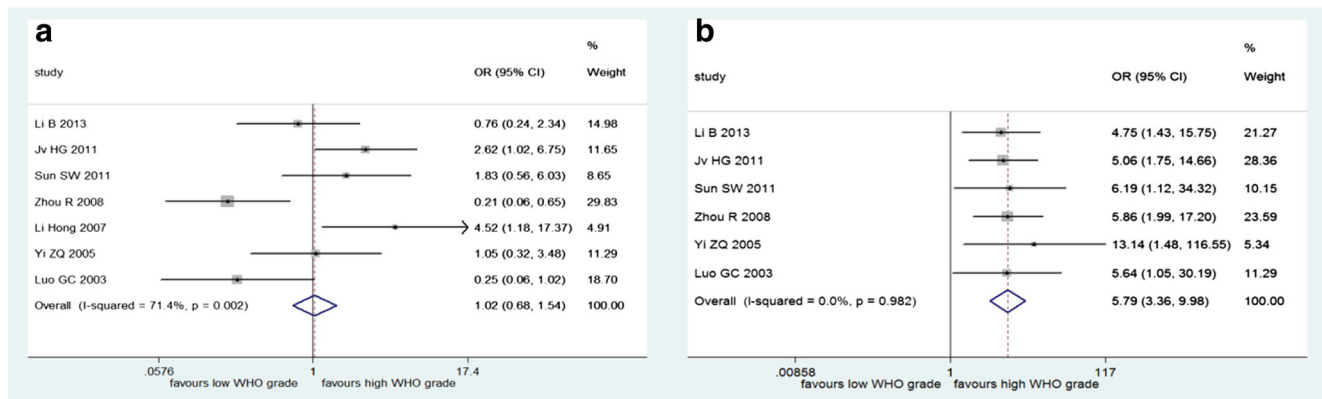 a
%
study OR (95% CI) Weight
Li B 2013 0.76 (0.24, 2.34) 14.98
Jv HG 2011 2.62 (1.02, 6.75) 11.65
Sun SW 2011 1.83 (0.56, 6.03) 8.65
Zhou R 2008 0.21 (0.06, 0.65) 29.83
Li Hong 2007 4.52 (1.18, 17.37) 4.91
Yi ZQ 2005 1.05 (0.32, 3.48) 11.29
Luo GC 2003 0.25 (0.06, 1.02) 18.70
Overall (I-squared = 71.4%, p = 0.002) 1.02 (0.68, 1.54) 100.00
.0576 1 17.4
favours low WHO grade favours high WHO grade
b
%
study OR (95% CI) Weight
Li B 2013 4.75 (1.43, 15.75) 21.27
Jv HG 2011 5.06 (1.75, 14.66) 28.36
Sun SW 2011 6.19 (1.12, 34.32) 10.15
Zhou R 2008 5.86 (1.99, 17.20) 23.59
Yi ZQ 2005 13.14 (1.48, 116.55) 5.34
Luo GC 2003 5.64 (1.05, 30.19) 11.29
Overall (I-squared = 0.0%, p = 0.982) 5.79 (3.36, 9.98) 100.00
.00858 1 117
favours low WHO grade favours high WHO grade